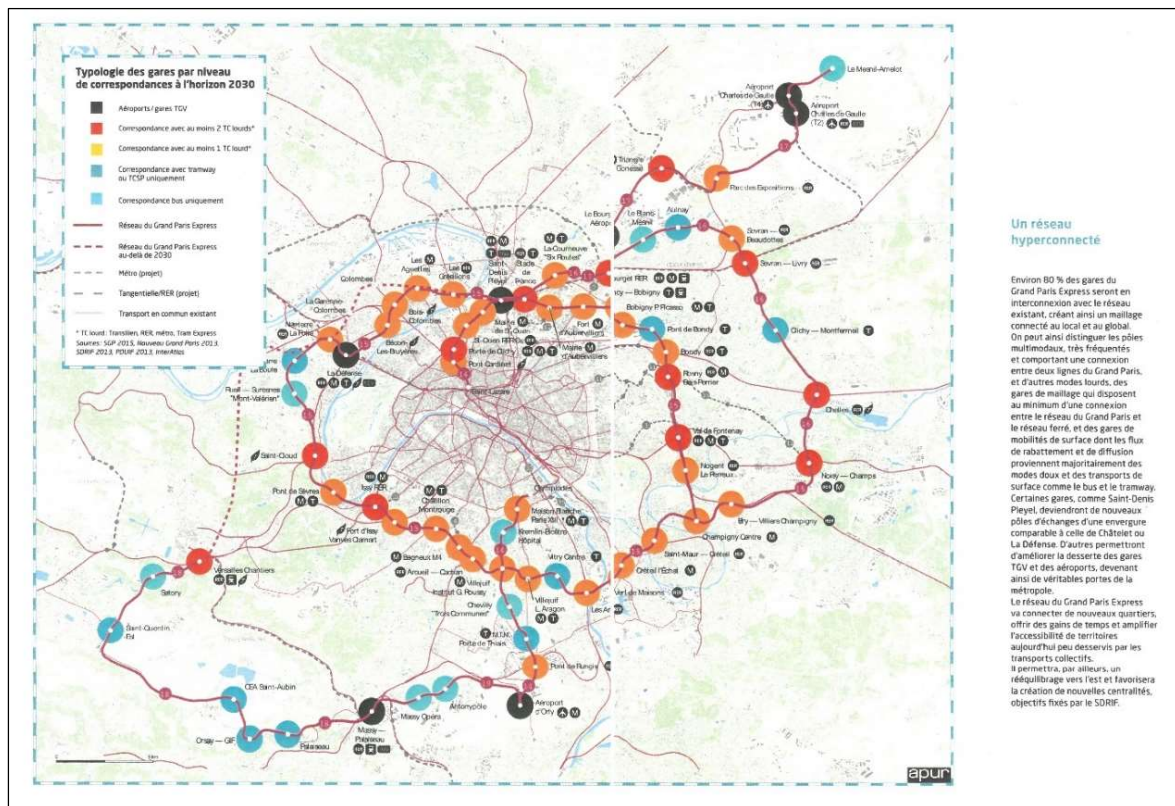 Typologie des gares par niveau
de correspondances à l'horizon 2030
Aéroports/gares TGV
Correspondance avec au moins 2 TC lourds*
Correspondance avec au moins 1 TC lourd*
Correspondance avec tramway
ou TCSP uniquement
Correspondance bus uniquement
Réseau du Grand Paris Express
Réseau du Grand Paris Express
au-delà de 2030
Métro (projet)
Tangentielle/RER (projet)
Transport en commun existant
* TC lourd: Transilien, RER, métro, Tram Express
Sources: SGP 2015, Nouveau Grand Paris 2013,
SDRIF 2013, PDUIF 2013, InterAtlas
Le Mesnil-Amelot
Aéroport
Charles de Gaulle
Aéroport
Charles de Gaulle
(T2)
Triangle
Gonesse
Parc des Expositions
Le Blanc-
Mesnil
Aulnay
Sevran —
Beaudottes
Sevran — Livry
La Courneuve
"Six Routes"
Stade de
France
Saint-
Denis
Pleyel
Les
Agnettes
Les
Grésillons
Colombes
La Garenne-
Colombes
Bois-
Colombes
Bécon-
Les-Bruyères
Nanterre
La Défense
Mairie
de St-Ouen
Porte de Clichy
Pont Cardinet
Saint-Lazare
Fort
d'Aubervilliers
Mairie
d'Aubervilliers
Bobigny P. Picasso
Pont de Bondy
Bondy
Rosny
Bois-Perrier
Val de Fontenay
Nogent
Le Perreux
Clichy — Montfermeil
Chelles
Noisy — Champs
Bry — Villiers Champigny
Champigny Centre
Saint-Maur — Créteil
Créteil l'Échat
Vert de Maisons
Rueil — Suresnes
"Mont-Valérien"
Saint-Cloud
Pont de Sèvres
Issy RER
Fort d'Issy
Vanves Clamart
Châtillon
Montrouge
Bagneux M4
Arcueil — Cachan
Villejuif
Institut G. Roussy
Villejuif
L. Aragon
Olympiades
Maison Blanche
Paris XIII
Kremlin-Bicêtre
Hôpital
Vitry Centre
Chevilly
"Trois Communes"
M.I.N.
Porte de Thiais
Pont de Rungis
Aéroport
d'Orly
Antonypôle
Massy Opéra
Massy —
Palaiseau
Palaiseau
Orsay — GIF
CEA Saint-Aubin
Saint-Quentin
Est
Satory
Versailles Chantiers
apur
Un réseau
hyperconnecté
Environ 80 % des gares du
Grand Paris Express seront en
interconnexion avec le réseau
existant, créant ainsi un maillage
connecté au local et au global.
On peut ainsi distinguer les pôles
multimodaux, très fréquentés
et comportant une connexion
entre deux lignes du Grand Paris,
et d'autres modes lourds, des
gares de maillage qui disposent
au minimum d'une connexion
entre le réseau du Grand Paris et
le réseau ferré, et des gares de
mobilités de surface dont les flux
de rabattement et de diffusion
proviennent majoritairement des
modes doux et des transports de
surface comme le bus et le tramway.
Certaines gares, comme Saint-Denis
Pleyel, deviendront de nouveaux
pôles d'échanges d'une envergure
comparable à celle de Châtelet ou
La Défense. D'autres permettront
d'améliorer la desserte des gares
TGV et des aéroports, devenant
ainsi de véritables portes de la
métropole.
Le réseau du Grand Paris Express
va connecter de nouveaux quartiers,
offrir des gains de temps et amplifier
l'accessibilité de territoires
aujourd'hui peu desservis par les
transports collectifs.
Il permettra, par ailleurs, un
rééquilibrage vers l'est et favorisera
la création de nouvelles centralités,
objectifs fixés par le SDRIF.